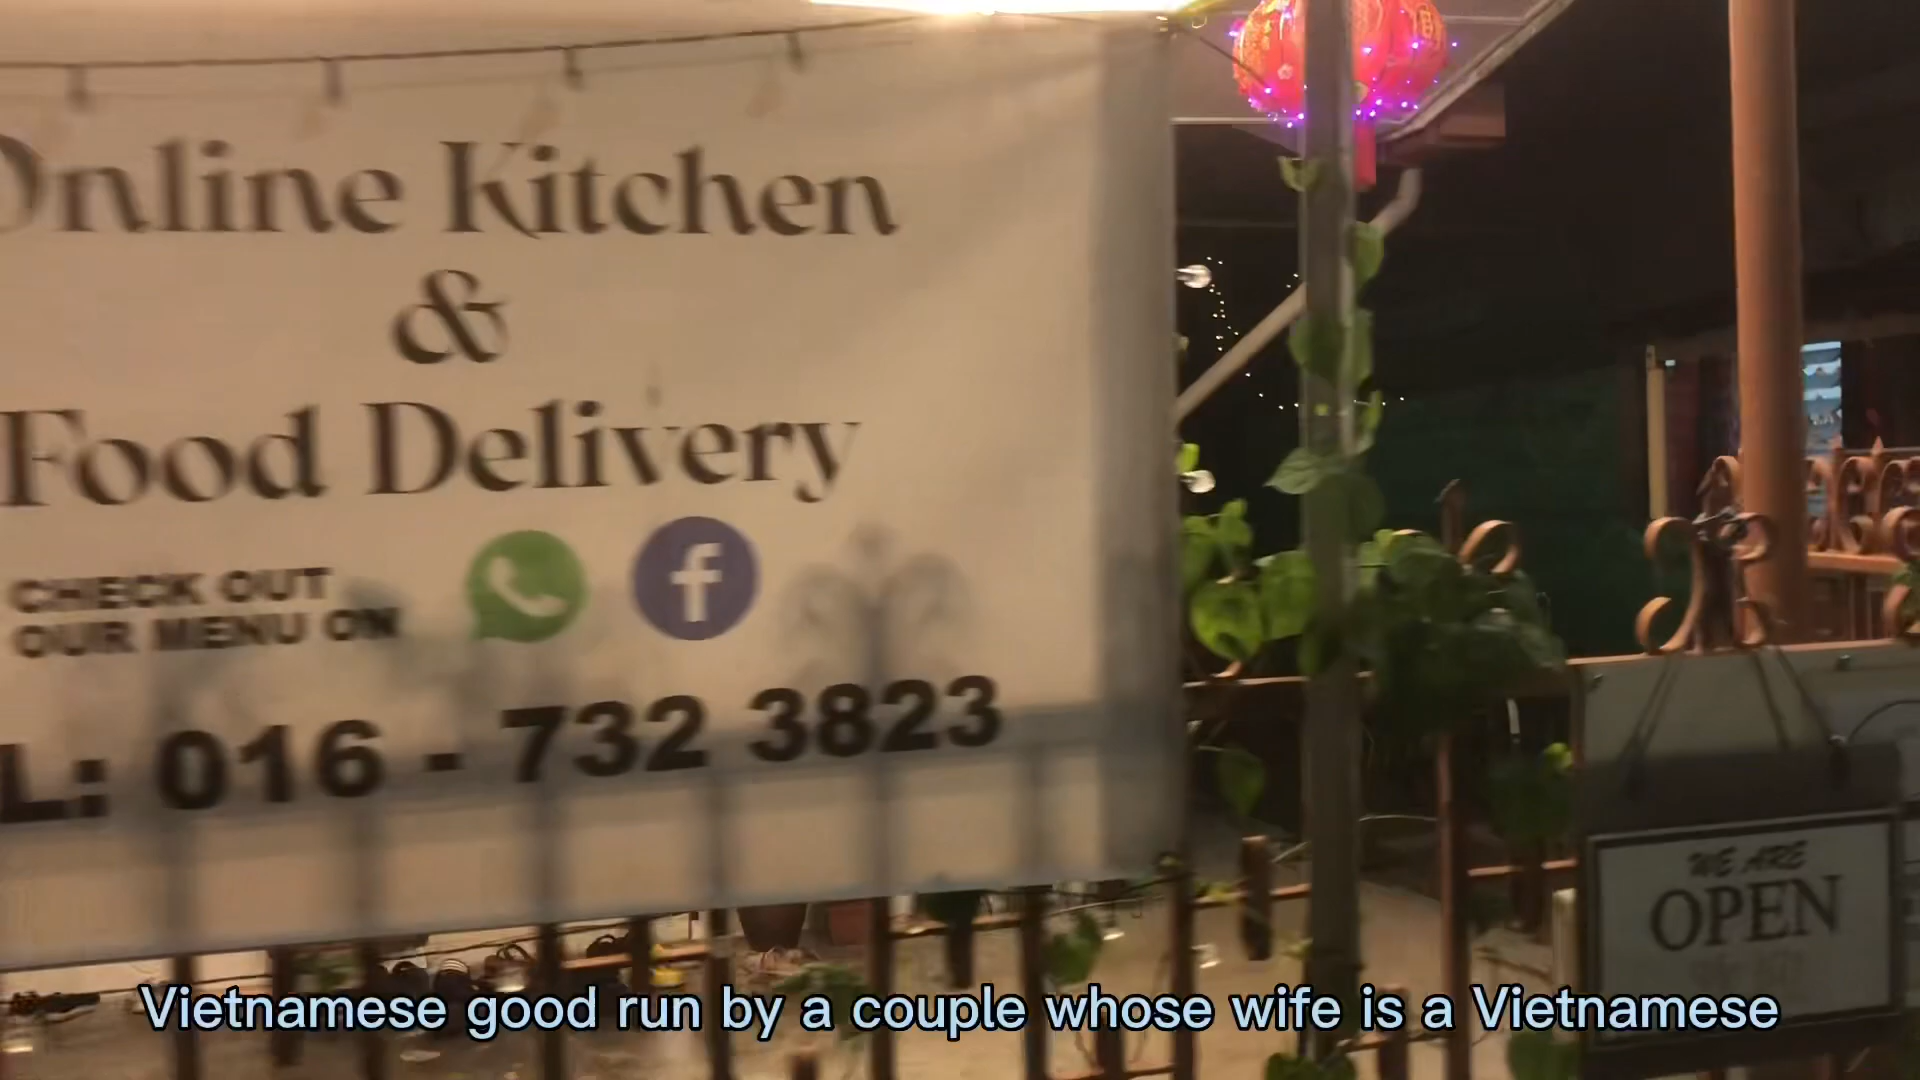 Online Kitchen
&
Food Delivery
CHECK OUT
OUR MENU ON
L: 016 - 732 3823
WE ARE
OPEN
Vietnamese good run by a couple whose wife is a Vietnamese